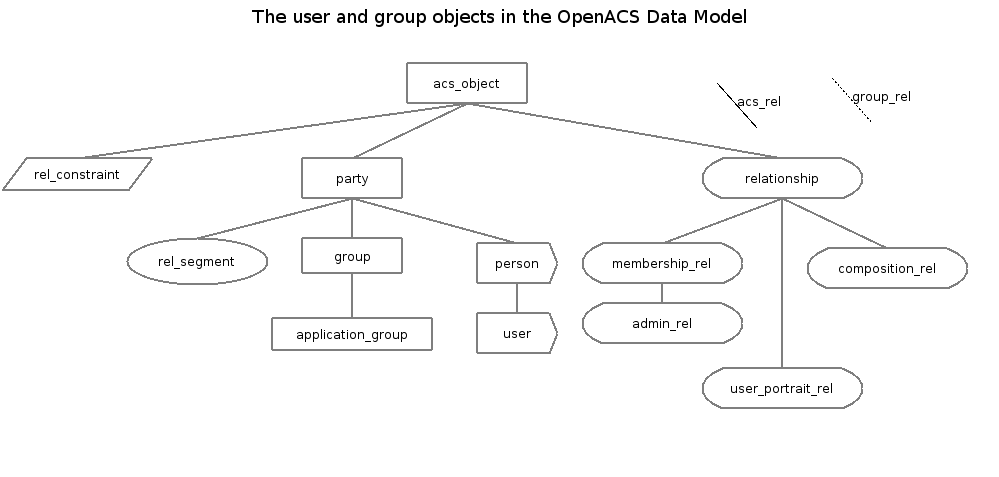 The user and group objects in the OpenACS Data Model
acs_object
acs_rel
group_rel
rel_constraint
party
relationship
rel_segment
group
person
membership_rel
composition_rel
application_group
user
admin_rel
user_portrait_rel